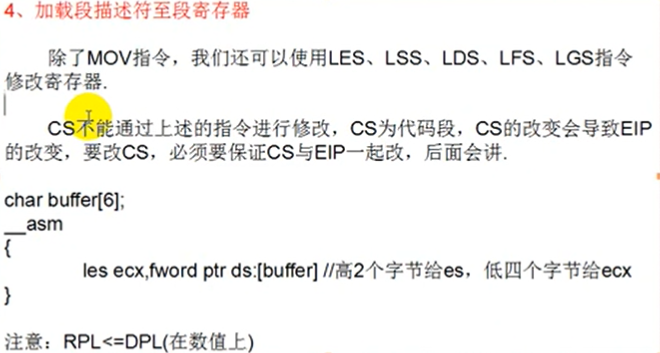 4、加载段描述符至段寄存器
除了MOV指令，我们还可以使用LES、LSS、LDS、LFS、LGS指令
修改寄存器.
CS不能通过上述的指令进行修改，CS为代码段，CS的改变会导致EIP
的改变，要改CS，必须要保证CS与EIP一起改，后面会讲.
char buffer[6];
__asm
{
les ecx,fword ptr ds:[buffer] //高2个字节给es，低四个字节给ecx
}
注意：RPL<=DPL(在数值上)